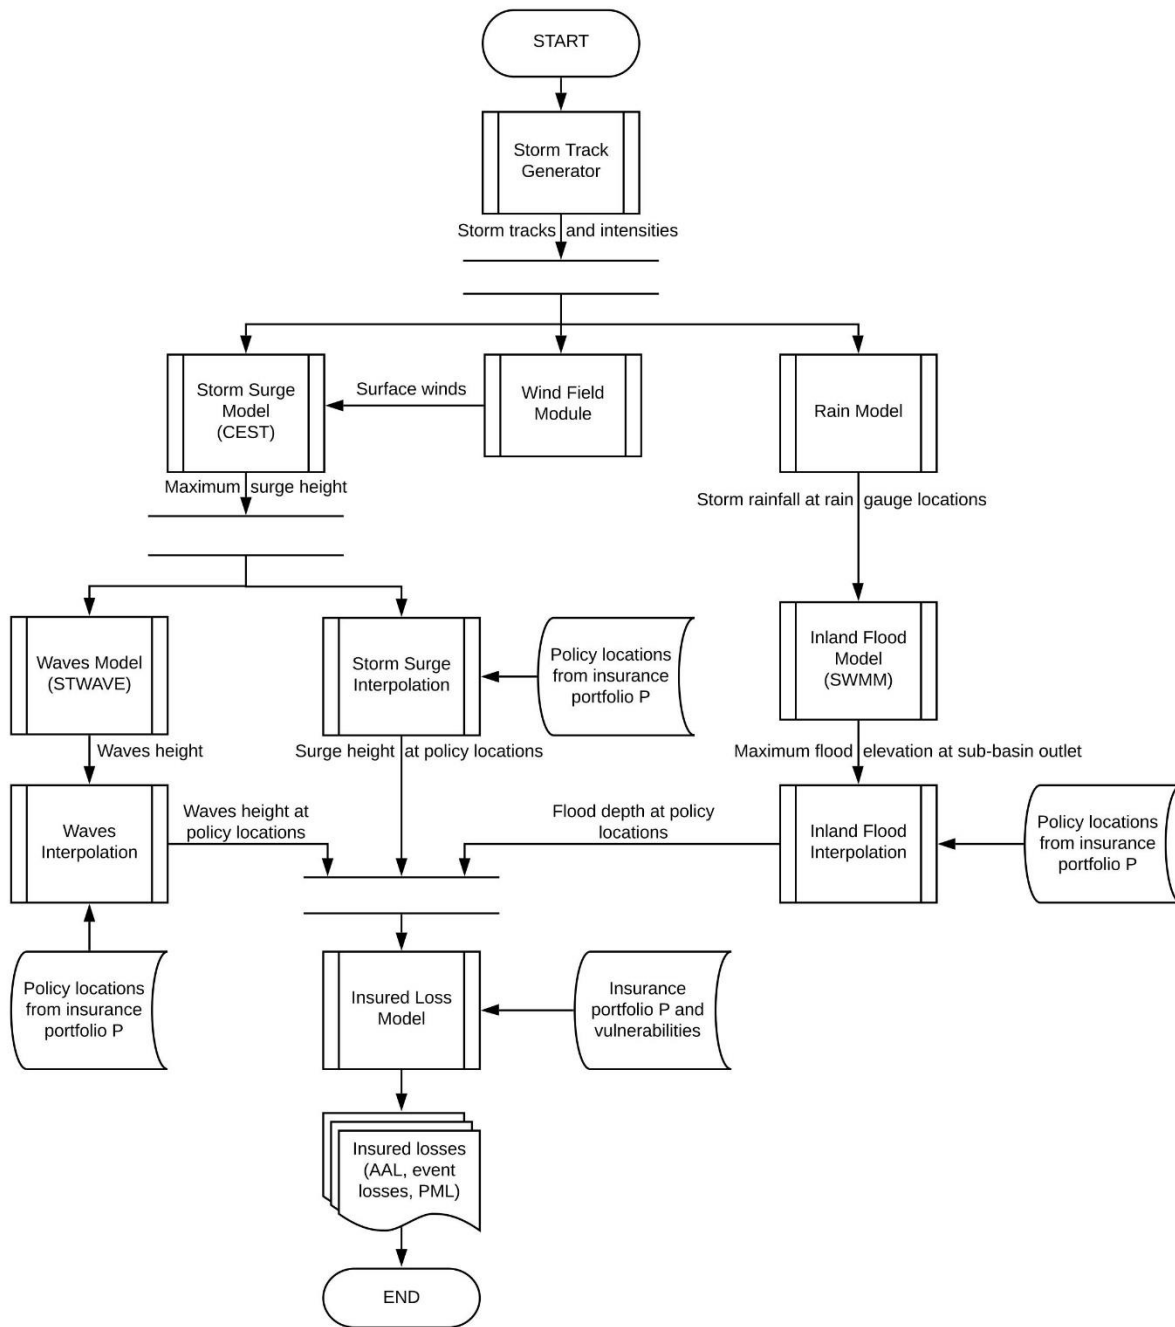 START
Storm Track
Generator
Storm tracks and intensities
Storm Surge
Model
(CEST)
Surface winds
Wind Field
Module
Rain Model
Maximum surge height
Storm rainfall at rain gauge locations
Waves Model
(STWAVE)
Storm Surge
Interpolation
Policy locations
from insurance
portfolio P
Inland Flood
Model
(SWMM)
Waves height
Surge height at policy locations
Maximum flood elevation at sub-basin outlet
Waves
Interpolation
Waves height at
policy locations
Flood depth at policy
locations
Inland Flood
Interpolation
Policy locations
from insurance
portfolio P
Policy locations
from insurance
portfolio P
Insured Loss
Model
Insurance
portfolio P and
vulnerabilities
Insured losses
(AAL, event
losses, PML)
END